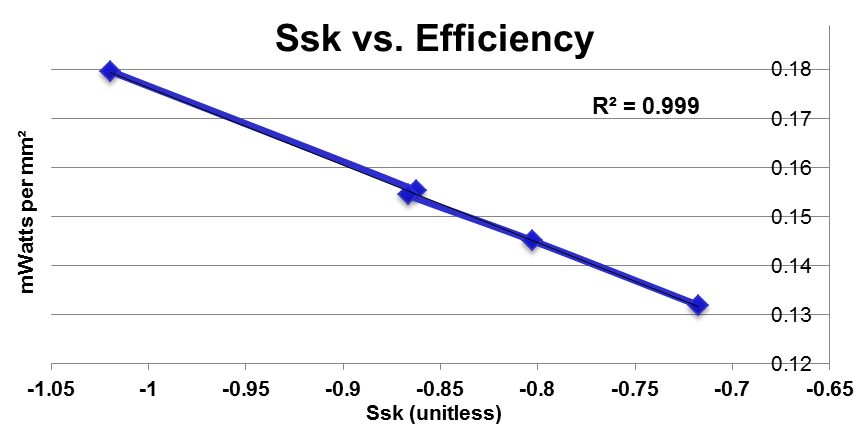 Ssk vs. Efficiency
R² = 0.999
mWatts per mm²
0.18
0.17
0.16
0.15
0.14
0.13
0.12
-1.05 -1 -0.95 -0.9 -0.85 -0.8 -0.75 -0.7 -0.65
Ssk (unitless)